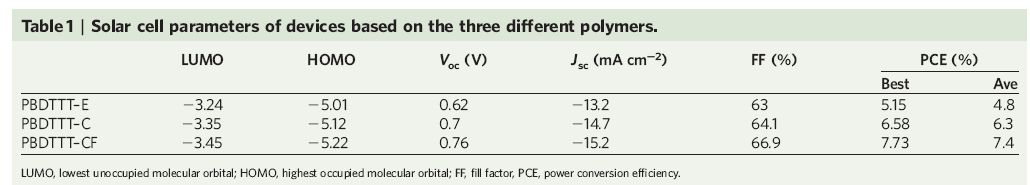 Table 1 | Solar cell parameters of devices based on the three different polymers.
LUMO HOMO Voc (V) Jsc (mA cm−2) FF (%) PCE (%)
Best Ave
PBDTTT-E −3.24 −5.01 0.62 −13.2 63 5.15 4.8
PBDTTT-C −3.35 −5.12 0.7 −14.7 64.1 6.58 6.3
PBDTTT-CF −3.45 −5.22 0.76 −15.2 66.9 7.73 7.4
LUMO, lowest unoccupied molecular orbital; HOMO, highest occupied molecular orbital; FF, fill factor, PCE, power conversion efficiency.